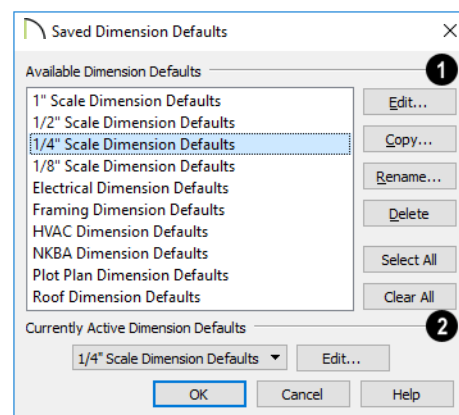 Saved Dimension Defaults
Available Dimension Defaults
1
1" Scale Dimension Defaults
1/2" Scale Dimension Defaults
1/4" Scale Dimension Defaults
1/8" Scale Dimension Defaults
Electrical Dimension Defaults
Framing Dimension Defaults
HVAC Dimension Defaults
NKBA Dimension Defaults
Plot Plan Dimension Defaults
Roof Dimension Defaults
Edit...
Copy...
Rename...
Delete
Select All
Clear All
Currently Active Dimension Defaults
2
1/4" Scale Dimension Defaults
Edit...
OK
Cancel
Help